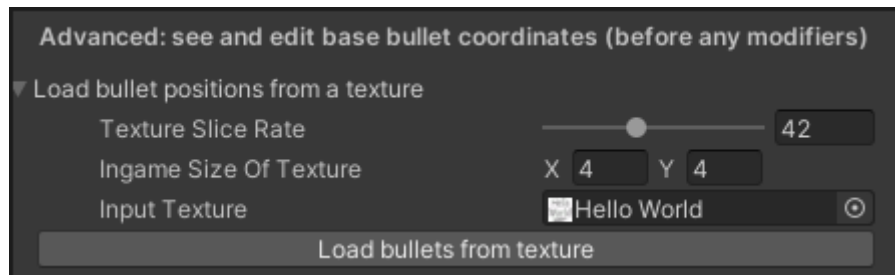 Advanced: see and edit base bullet coordinates (before any modifiers)
Load bullet positions from a texture
Texture Slice Rate 42
Ingame Size Of Texture X 4 Y 4
Input Texture Hello World
Load bullets from texture